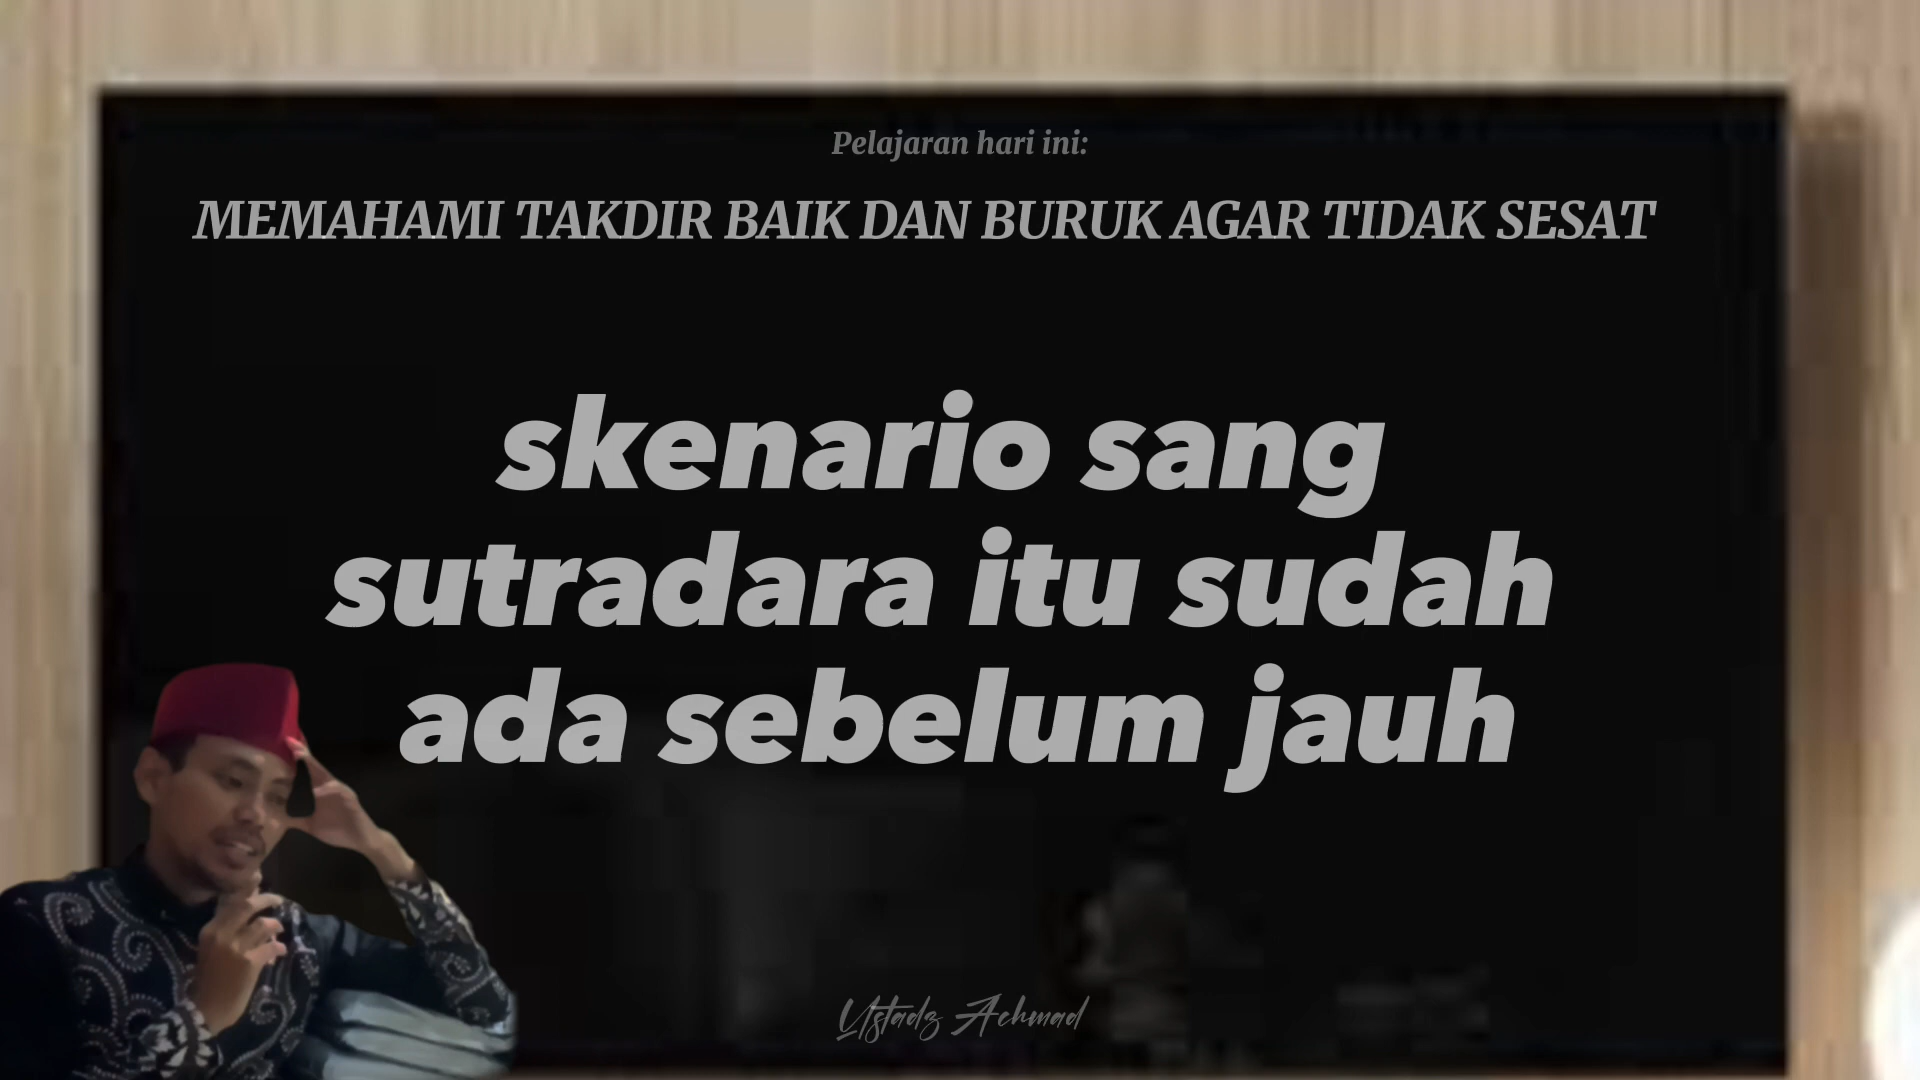 Pelajaran hari ini:
MEMAHAMI TAKDIR BAIK DAN BURUK AGAR TIDAK SESAT
skenario sang
sutradara itu sudah
ada sebelum jauh
Ustadz Achmad